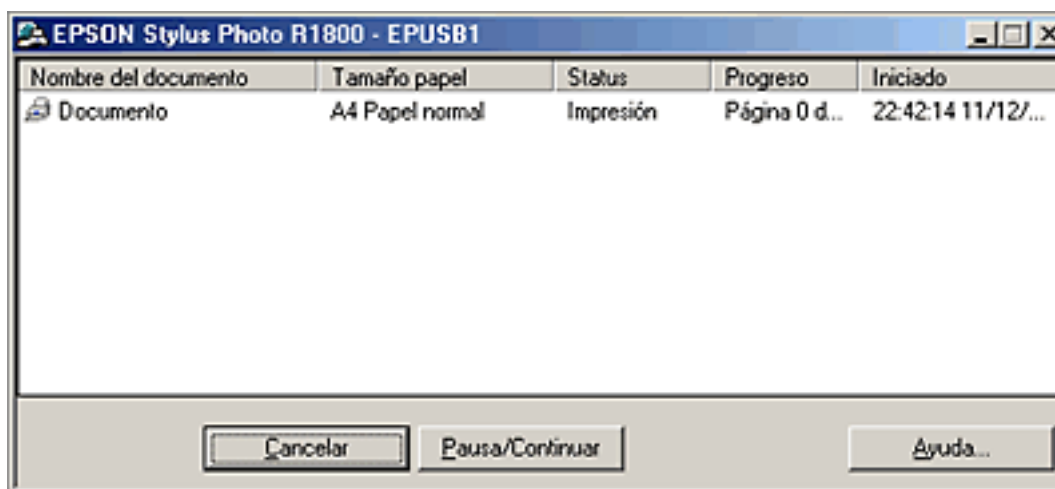 EPSON Stylus Photo R1800 - EPUSB1
Nombre del documento Tamaño papel Status Progreso Iniciado
Documento A4 Papel normal Impresión Página 0 d... 22:42:14 11/12/...
Cancelar Pausa/Continuar Ayuda...